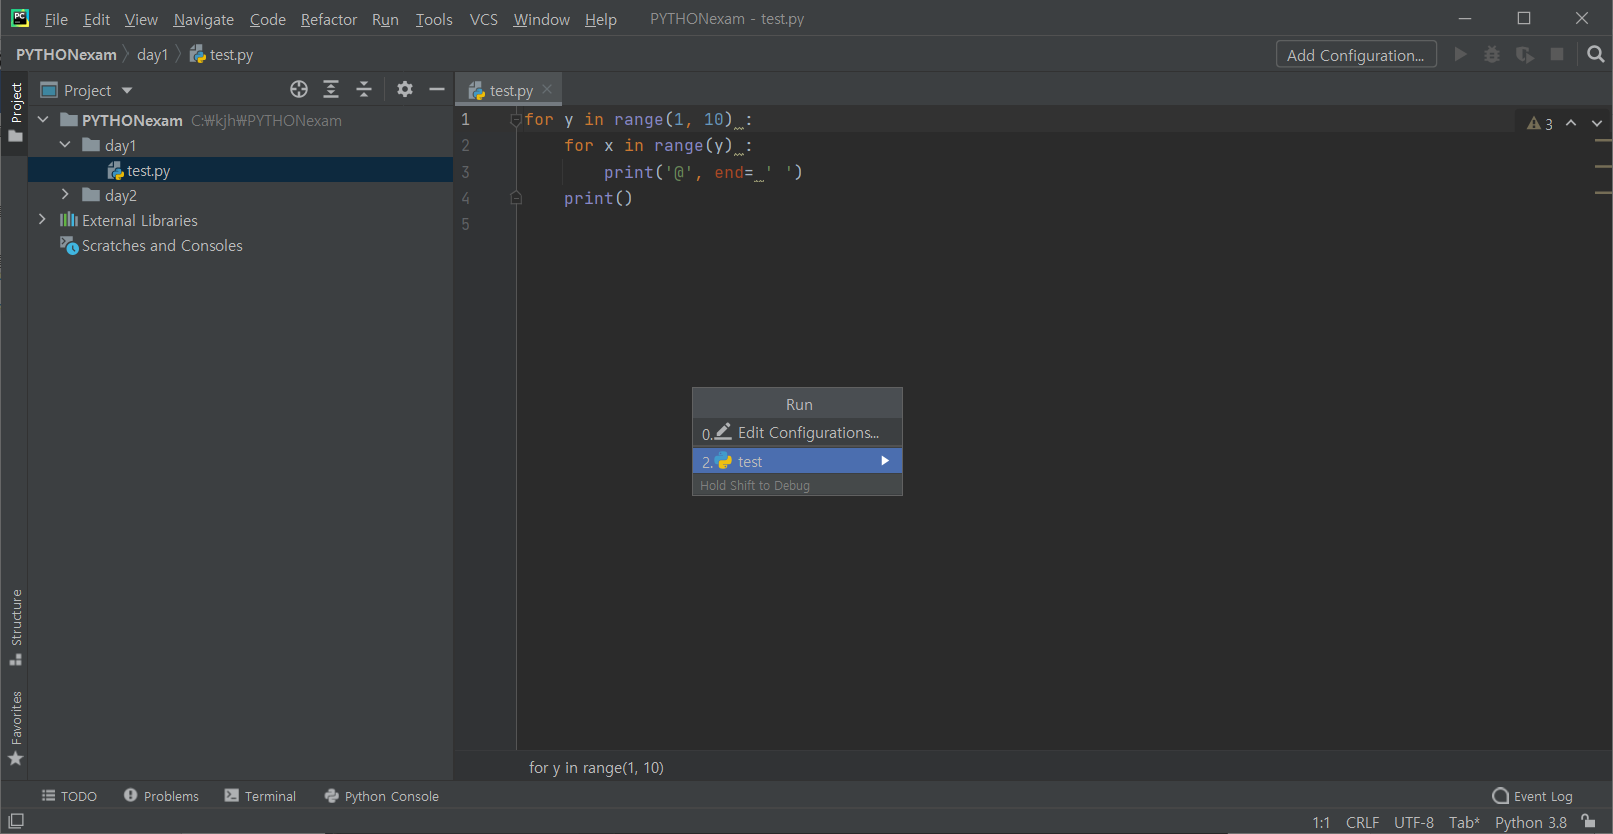 PC
File Edit View Navigate Code Refactor Run Tools VCS Window Help PYTHONexam - test.py
PYTHONexam day1 test.py Add Configuration...
Project
Project
PYTHONexam C:₩kjh₩PYTHONexam
day1
test.py
day2
External Libraries
Scratches and Consoles
test.py
1 for y in range(1, 10) :
2 for x in range(y) :
3 print('@', end= ' ')
4 print()
5
3
Run
0. Edit Configurations...
2. test
Hold Shift to Debug
Structure
Favorites
for y in range(1, 10)
TODO Problems Terminal Python Console Event Log
1:1 CRLF UTF-8 Tab* Python 3.8